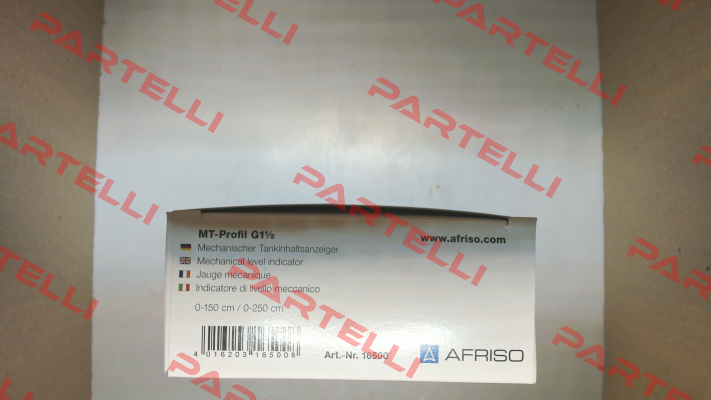 PARTELLI
PARTELLI
PARTELLI
PARTELLI
PARTELLI
PARTELLI
PARTELLI
PARTELLI
PARTELLI
MT-Profil G1½
www.afriso.com
Mechanischer Tankinhaltsanzeiger
Mechanical level indicator
Jauge mécanique
Indicatore di livello meccanico
0-150 cm / 0-250 cm
4 016203 165008
Art.-Nr. 16500
AFRISO